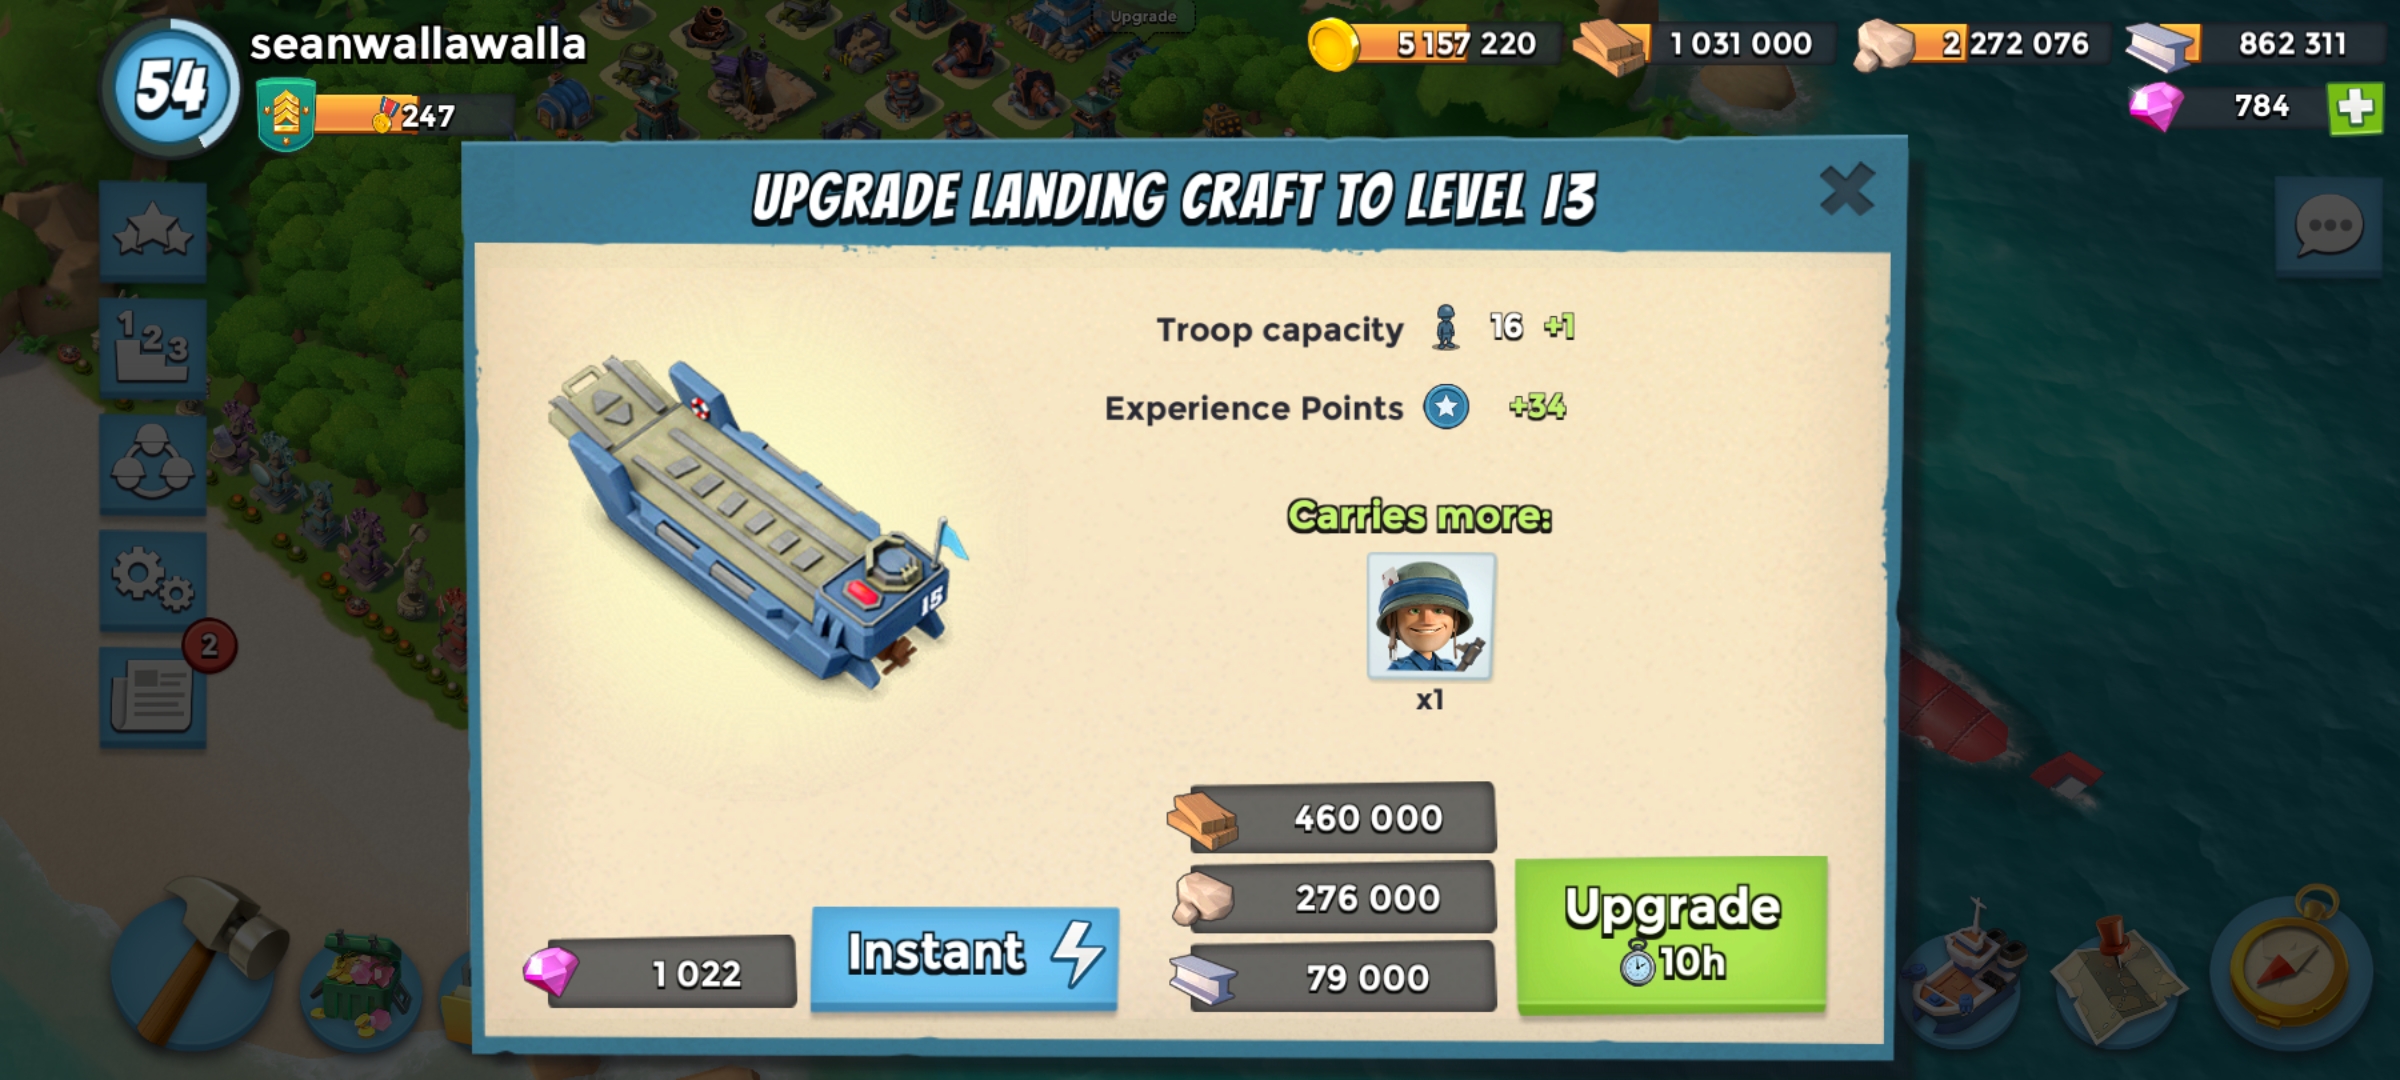 Upgrade
54
seanwallawalla
247
5 157 220
1 031 000
2 272 076
862 311
784
UPGRADE LANDING CRAFT TO LEVEL 13
Troop capacity 16 +1
Experience Points +34
Carries more:
x1
15
1 2 3
2
460 000
276 000
79 000
1 022
Instant
Upgrade
10h